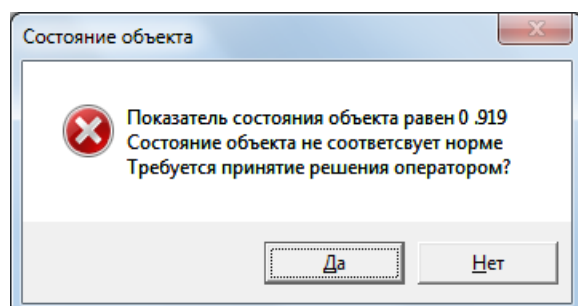 Состояние объекта
Показатель состояния объекта равен 0 .919
Состояние объекта не соответсвует норме
Требуется принятие решения оператором?
Да
Нет